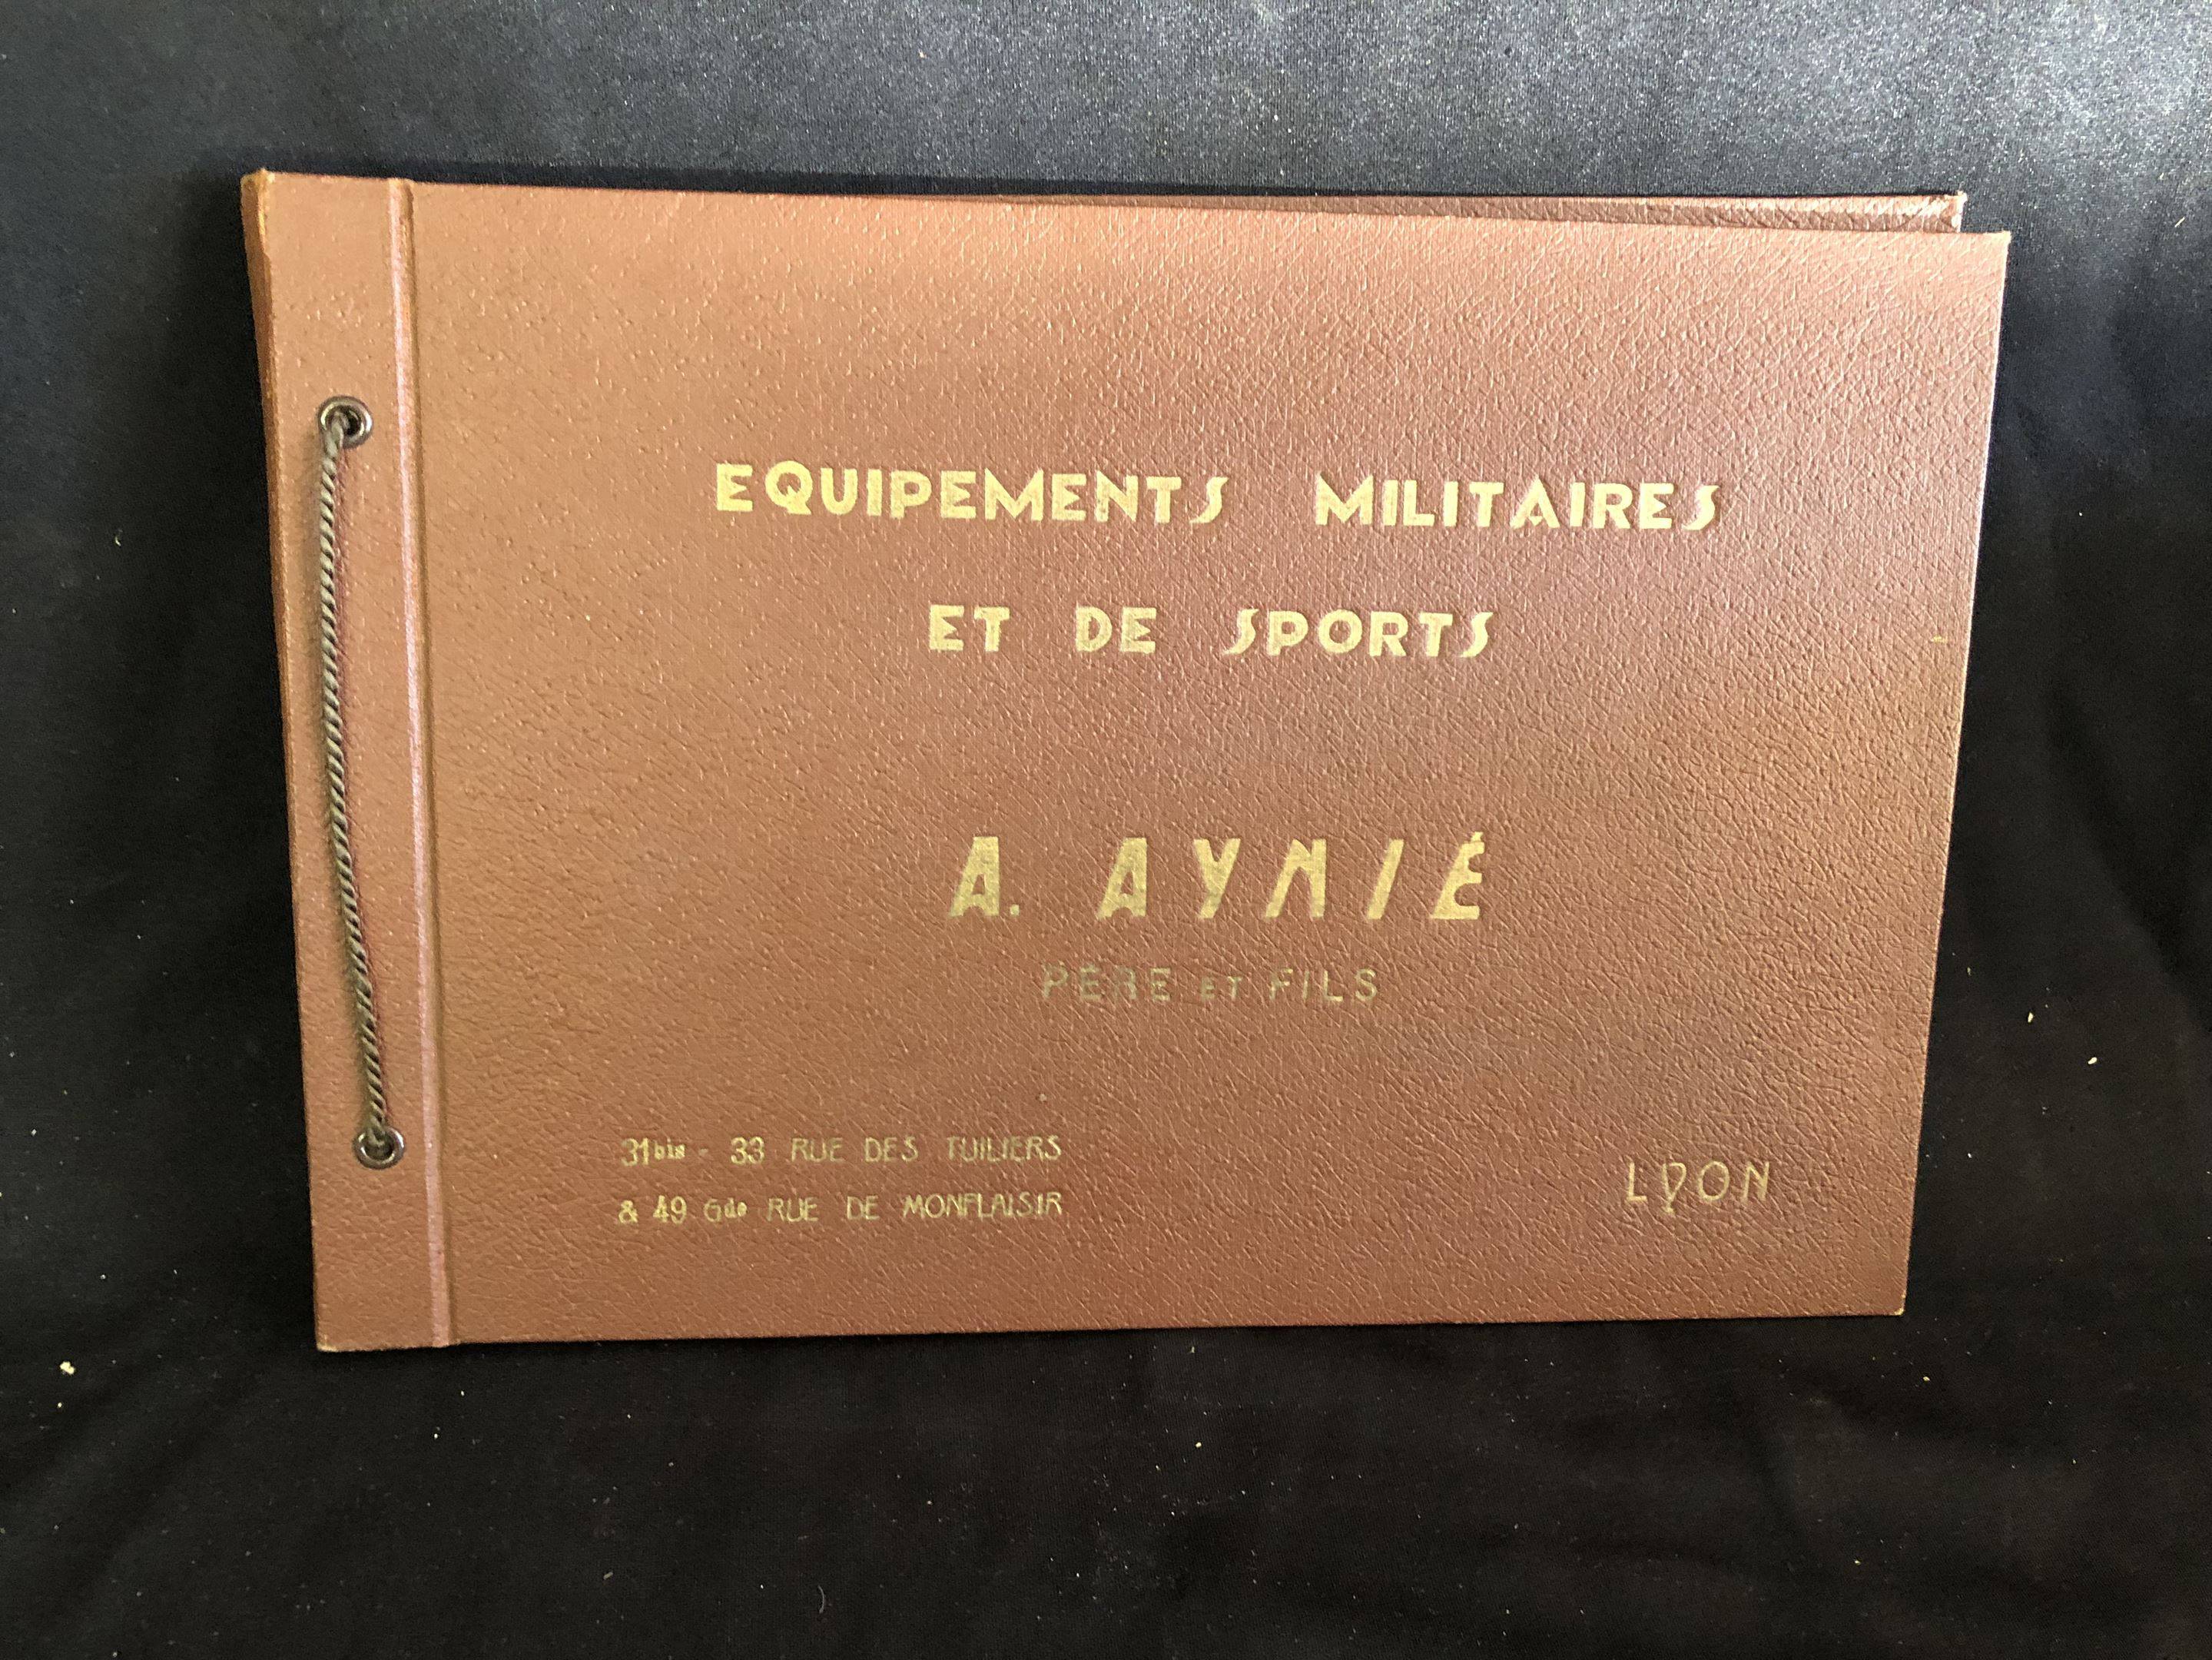 EQUIPEMENTS MILITAIRES
ET DE SPORTS
A. AYNIÉ
PÈRE ET FILS
31bis - 33 RUE DES TUILIERS
& 49 Gde RUE DE MONPLAISIR
LYON